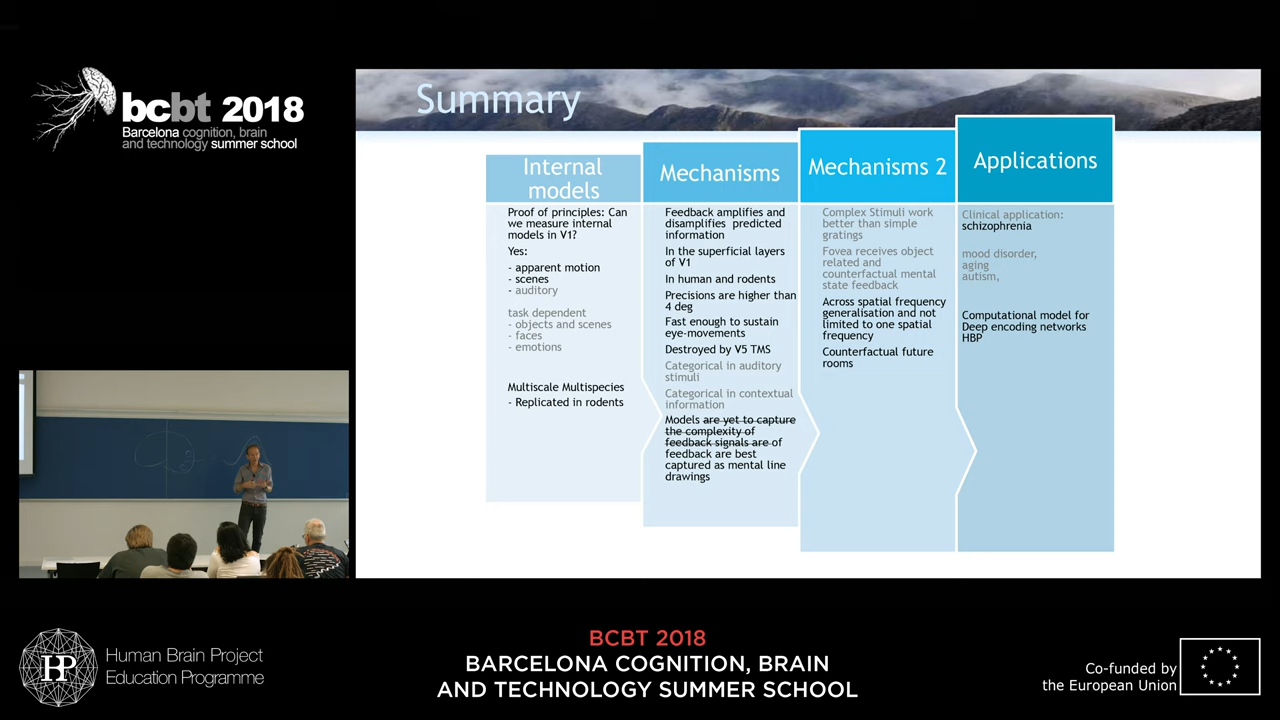 bcbt 2018
Barcelona cognition, brain
and technology summer school
Summary
Internal
models
Proof of principles: Can
we measure internal
models in V1?
Yes:
- apparent motion
- scenes
- auditory
task dependent
- objects and scenes
- faces
- emotions
Multiscale Multispecies
- Replicated in rodents
Mechanisms
Feedback amplifies and
disamplifies predicted
information
In the superficial layers
of V1
In human and rodents
Precisions are higher than
4 deg
Fast enough to sustain
eye-movements
Destroyed by V5 TMS
Categorical in auditory
stimuli
Categorical in contextual
information
Models are yet to capture
the complexity of
feedback signals are of
feedback are best
captured as mental line
drawings
Mechanisms 2
Complex Stimuli work
better than simple
gratings
Fovea receives object
related and
counterfactual mental
state feedback
Across spatial frequency
generalisation and not
limited to one spatial
frequency
Counterfactual future
rooms
Applications
Clinical application:
schizophrenia
mood disorder,
aging
autism,
Computational model for
Deep encoding networks
HBP
HP
Human Brain Project
Education Programme
BCBT 2018
BARCELONA COGNITION, BRAIN
AND TECHNOLOGY SUMMER SCHOOL
Co-funded by
the European Union